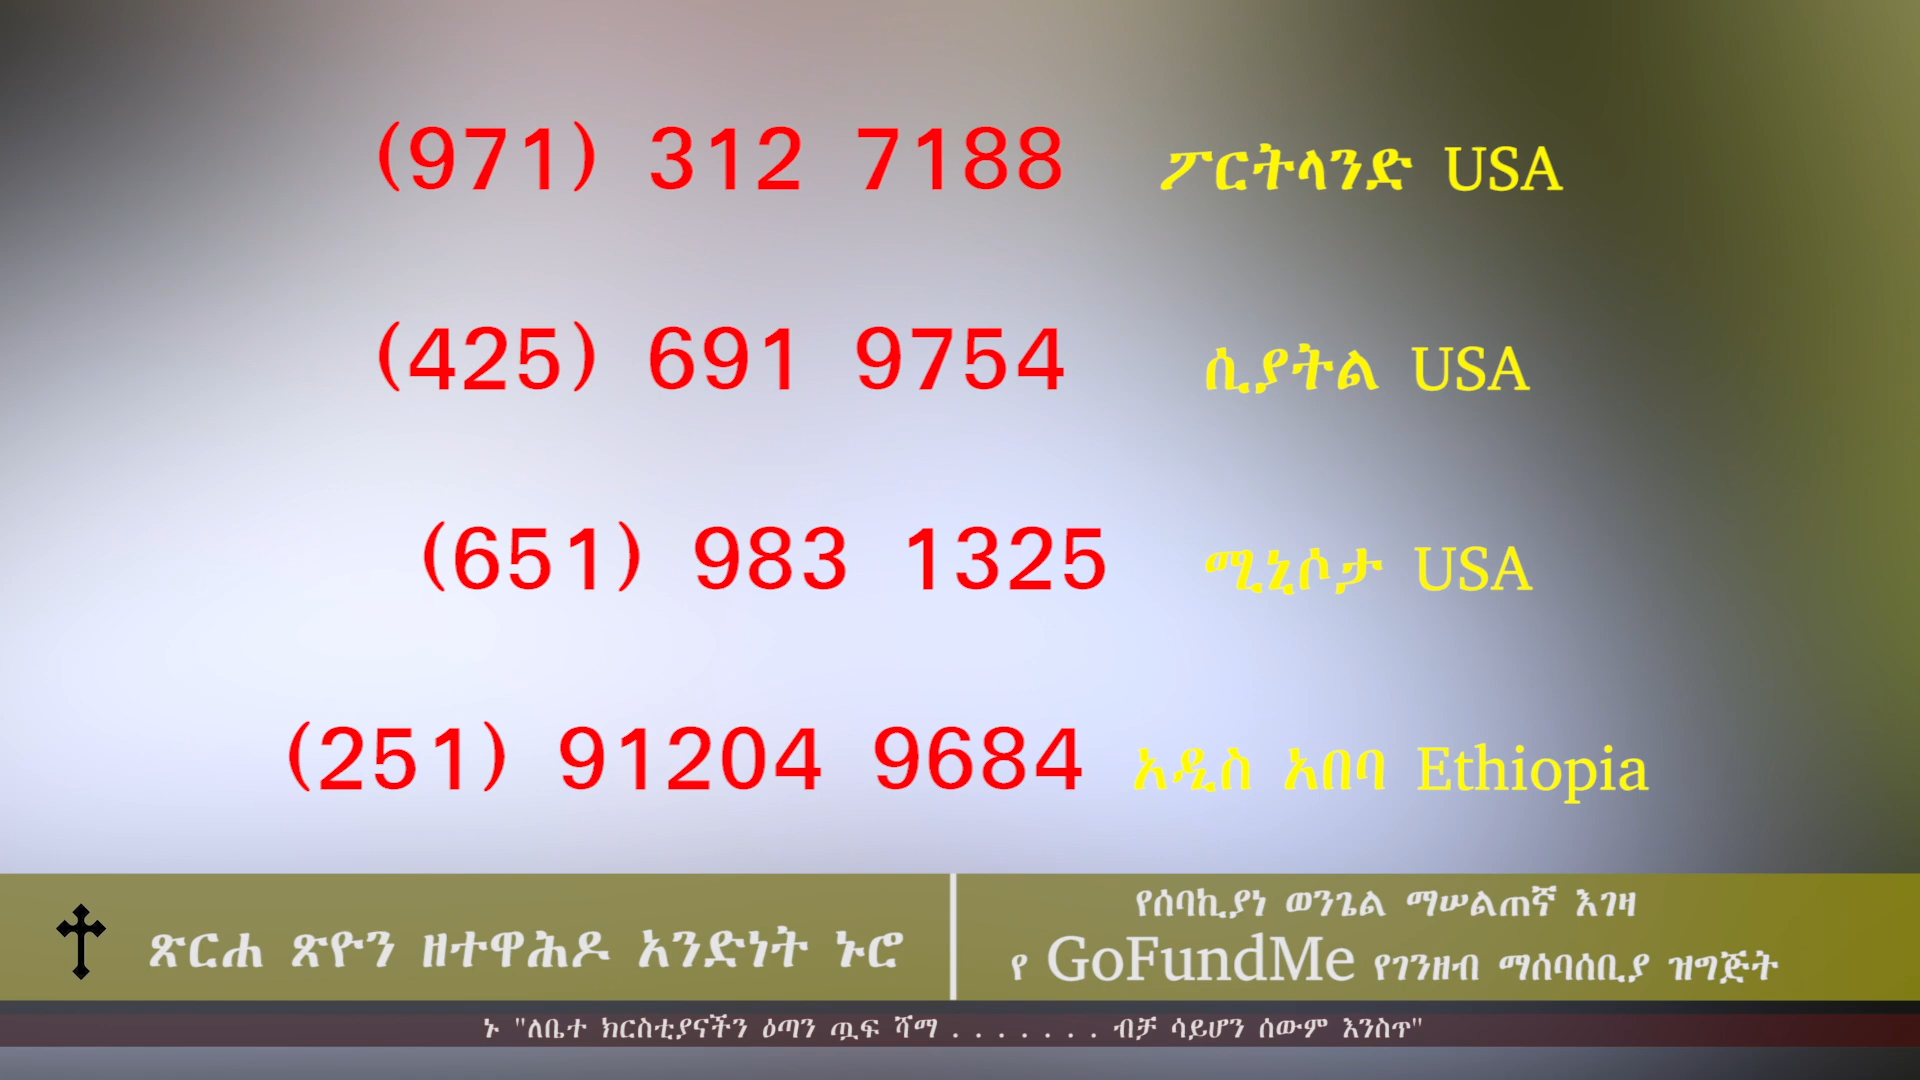 (971) 312 7188 ፖርትላንድ USA
(425) 691 9754 ሲያትል USA
(651) 983 1325 ሚኒሶታ USA
(251) 91204 9684 አዲስ አበባ Ethiopia
ጽርሐ ጽዮን ዘተዋሕዶ አንድነት ኑሮ
የሰባኪያነ ወንጌል ማሠልጠኛ እገዛ
የ GoFundMe የገንዘብ ማሰባሰቢያ ዝግጅት
ኑ "ለቤተ ክርስቲያናችን ዕጣን ጧፍ ሻማ . . . . . . . ብቻ ሳይሆን ሰውም እንስጥ"